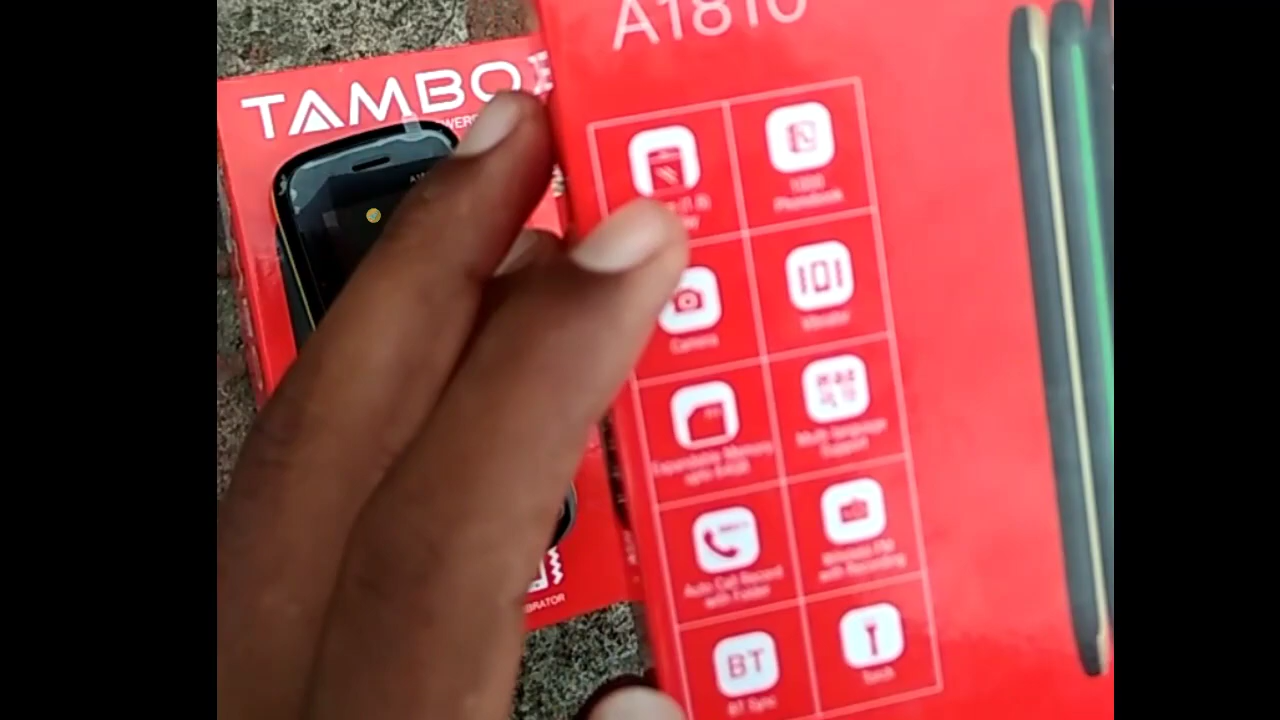 TAMBO
A1810
1000
Phonebook
Camera
Vibrator
Expandable Memory
upto 64GB
Multi language
Support
Auto Call Record
with Folder
Wireless FM
with Recording
BT
BT Sync
Torch
BRATOR